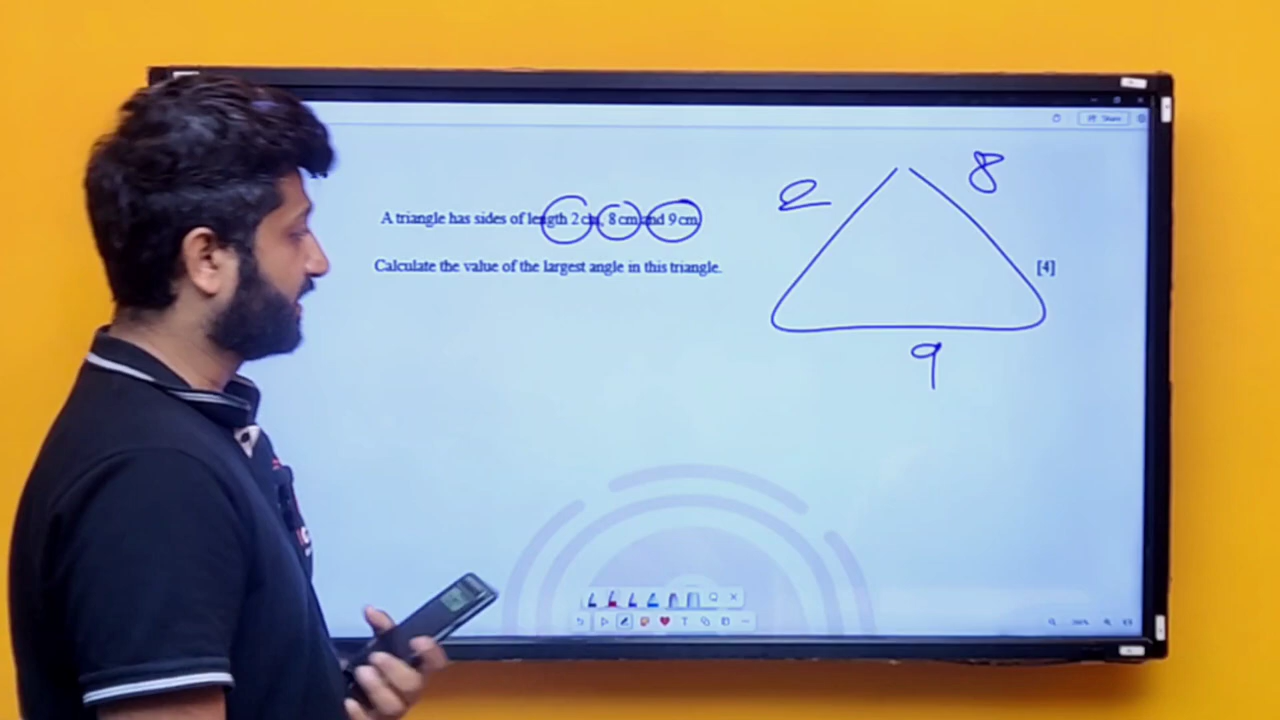 Share
2
8
A triangle has sides of length 2 cm, 8 cm and 9 cm
Calculate the value of the largest angle in this triangle.
[4]
9